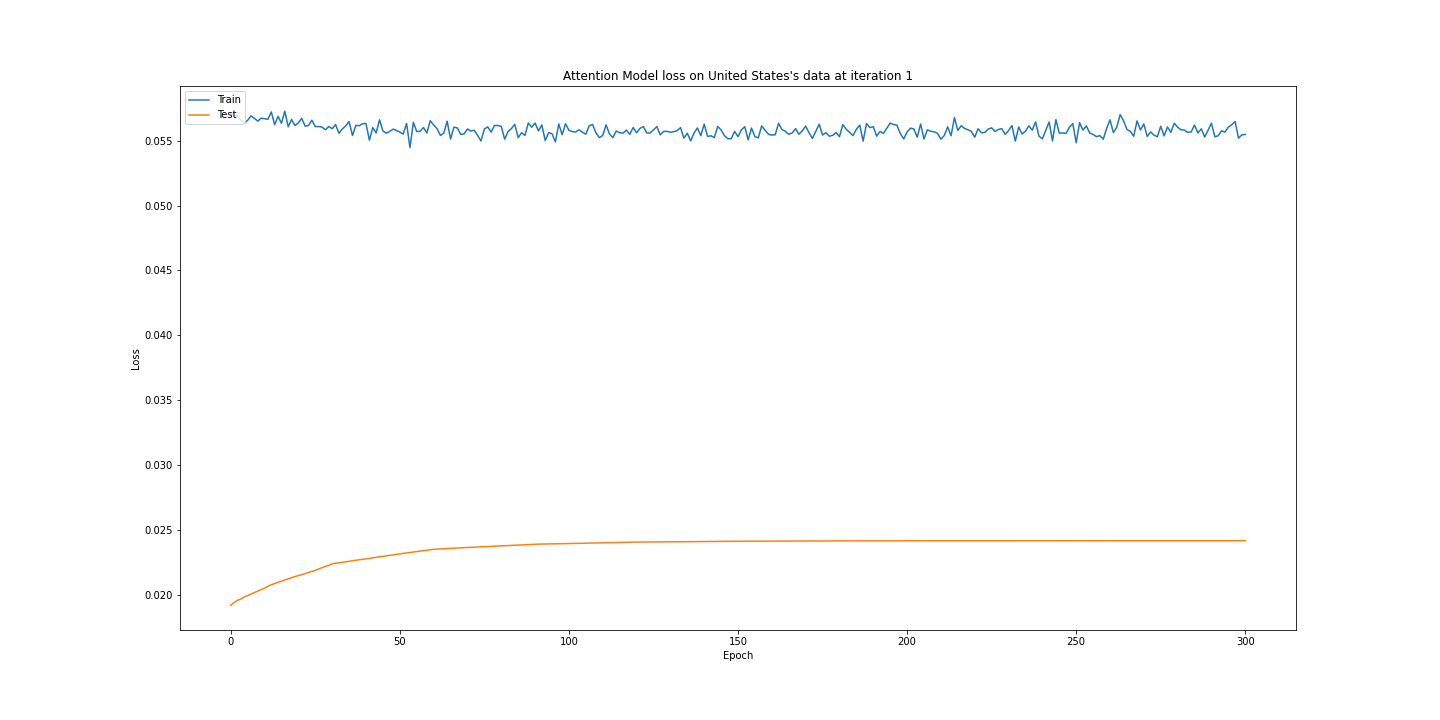 Attention Model loss on United States's data at iteration 1
Train
Test
0.055
0.050
0.045
0.040
0.035
0.030
0.025
0.020
Loss
0 50 100 150 200 250 300
Epoch